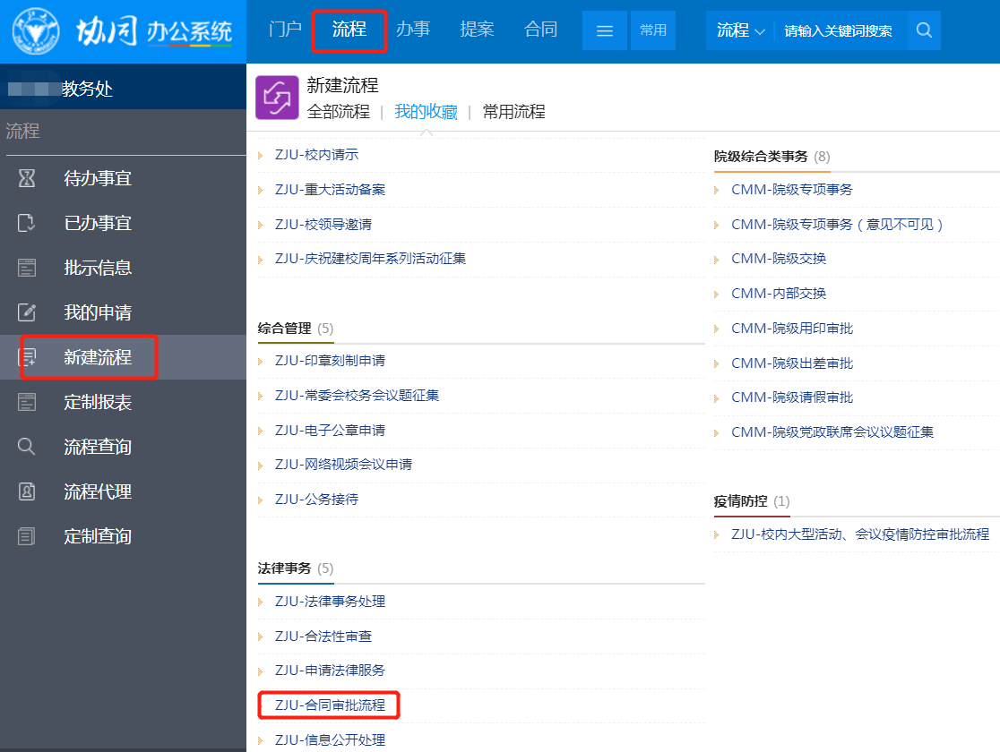 协同 办公系统
门户 流程 办事 提案 合同 常用 流程 请输入关键词搜索
教务处
流程
待办事宜
已办事宜
批示信息
我的申请
新建流程
定制报表
流程查询
流程代理
定制查询
新建流程
全部流程 | 我的收藏 | 常用流程
ZJU-校内请示
ZJU-重大活动备案
ZJU-校领导邀请
ZJU-庆祝建校周年系列活动征集
综合管理 (5)
ZJU-印章刻制申请
ZJU-常委会校务会议题征集
ZJU-电子公章申请
ZJU-网络视频会议申请
ZJU-公务接待
法律事务 (5)
ZJU-法律事务处理
ZJU-合法性审查
ZJU-申请法律服务
ZJU-合同审批流程
ZJU-信息公开处理
院级综合类事务 (8)
CMM-院级专项事务
CMM-院级专项事务（意见不可见）
CMM-院级交换
CMM-内部交换
CMM-院级用印审批
CMM-院级出差审批
CMM-院级请假审批
CMM-院级党政联席会议议题征集
疫情防控 (1)
ZJU-校内大型活动、会议疫情防控审批流程